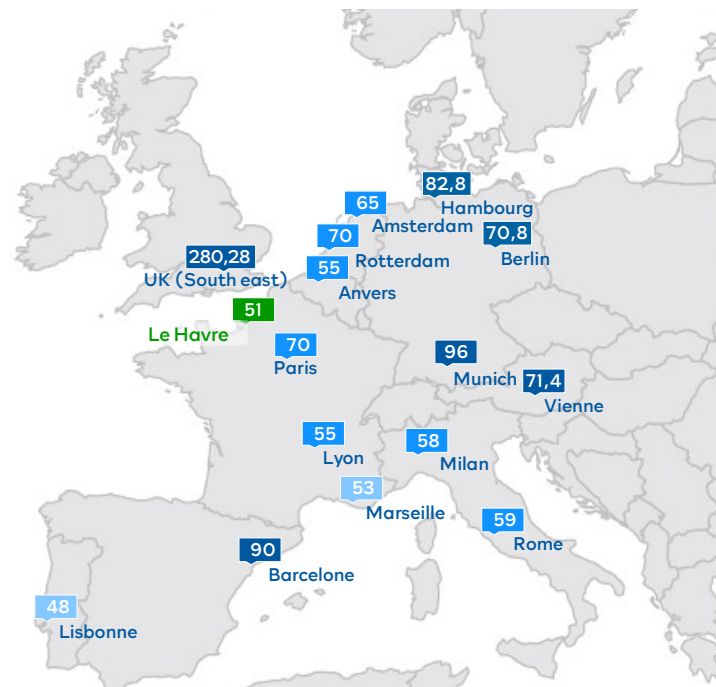 82,8
Hambourg
65
Amsterdam
70,8
Berlin
70
Rotterdam
280,28
UK (South east)
55
Anvers
51
Le Havre
70
Paris
96
Munich
71,4
Vienne
55
Lyon
58
Milan
53
Marseille
59
Rome
90
Barcelone
48
Lisbonne